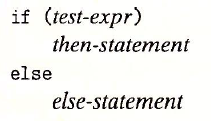 if (test-expr)
then-statement
else
else-statement